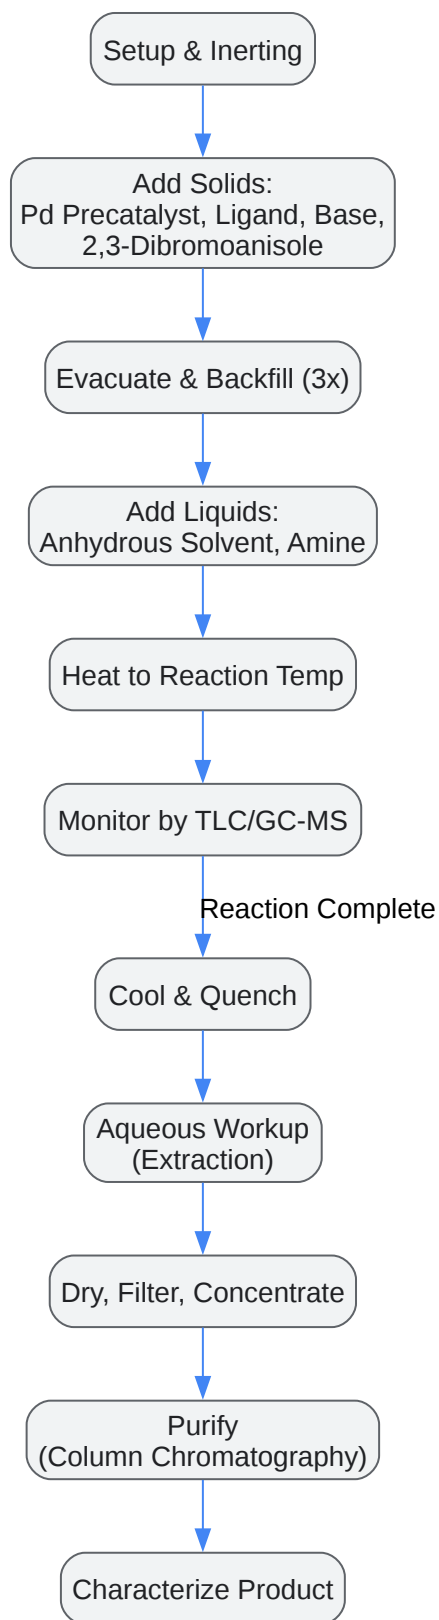 Setup & Inerting
Add Solids:
Pd Precatalyst, Ligand, Base,
2,3-Dibromoanisole
Evacuate & Backfill (3x)
Add Liquids:
Anhydrous Solvent, Amine
Heat to Reaction Temp
Monitor by TLC/GC-MS
Reaction Complete
Cool & Quench
Aqueous Workup
(Extraction)
Dry, Filter, Concentrate
Purify
(Column Chromatography)
Characterize Product